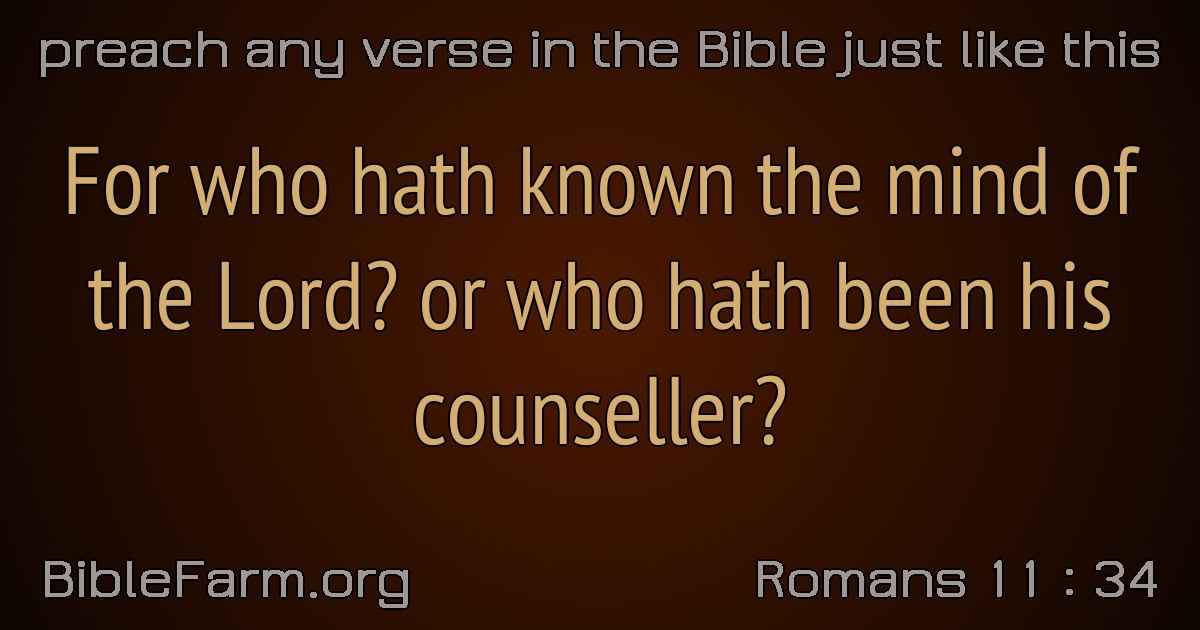 preach any verse in the Bible just like this
For who hath known the mind of
the Lord? or who hath been his
counseller?
BibleFarm.org
Romans 11 : 34